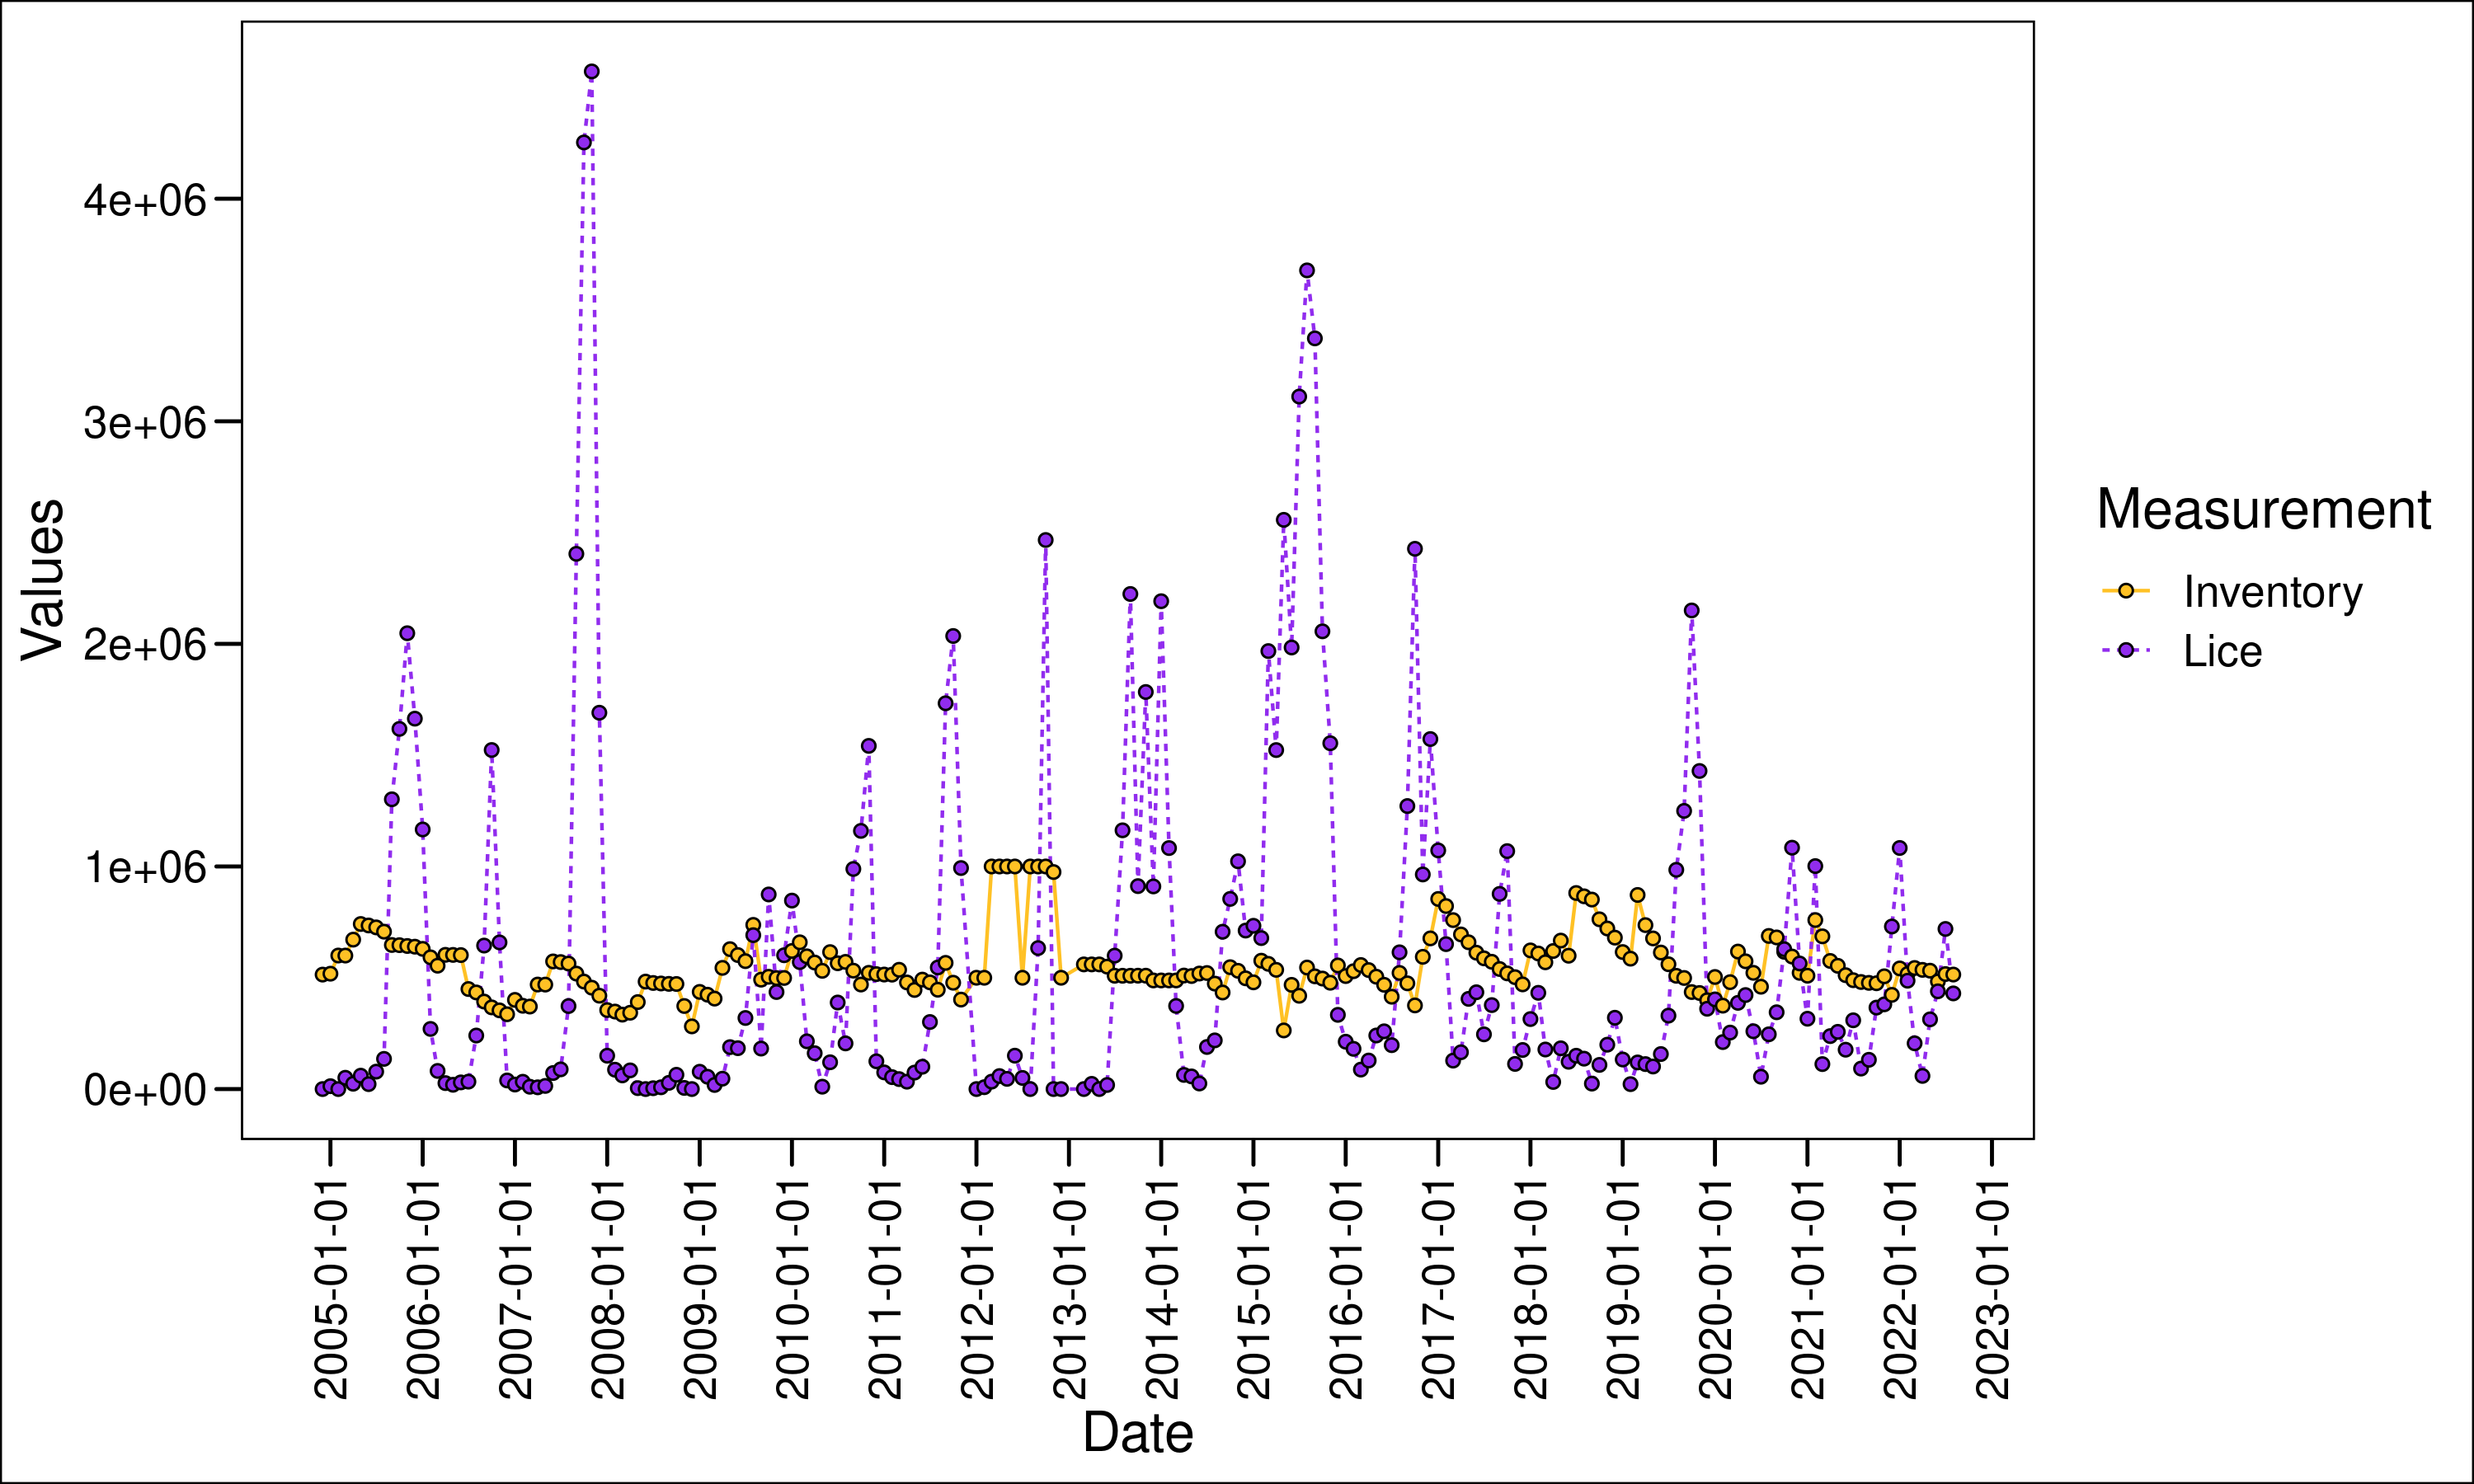 Values
4e+06
3e+06
2e+06
1e+06
0e+00
2005-01-01
2006-01-01
2007-01-01
2008-01-01
2009-01-01
2010-01-01
2011-01-01
2012-01-01
2013-01-01
2014-01-01
2015-01-01
2016-01-01
2017-01-01
2018-01-01
2019-01-01
2020-01-01
2021-01-01
2022-01-01
2023-01-01
Date
Measurement
Inventory
Lice